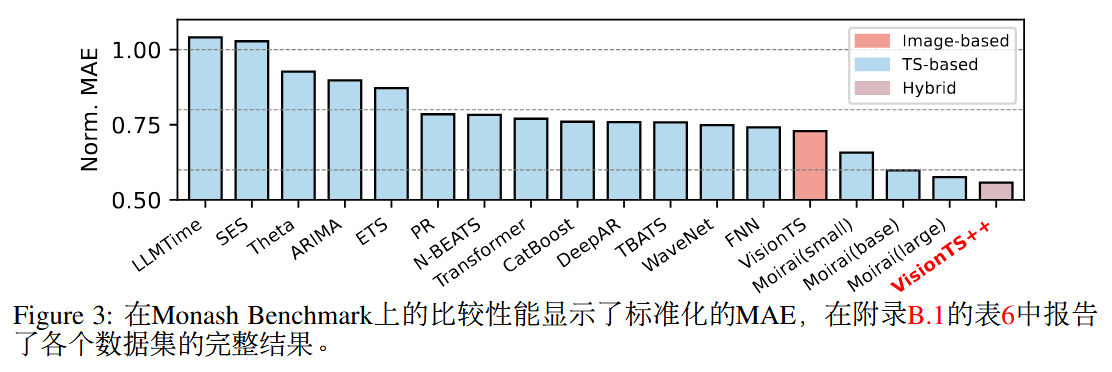 Norm. MAE
1.00
0.75
0.50
Image-based
TS-based
Hybrid
LLMTime
SES
Theta
ARIMA
ETS
PR
N-BEATS
Transformer
CatBoost
DeepAR
TBATS
WaveNet
FNN
VisionTS
Moirai(small)
Moirai(base)
Moirai(large)
VisionTS++
Figure 3: 在Monash Benchmark上的比较性能显示了标准化的MAE，在附录B.1的表6中报告
了各个数据集的完整结果。